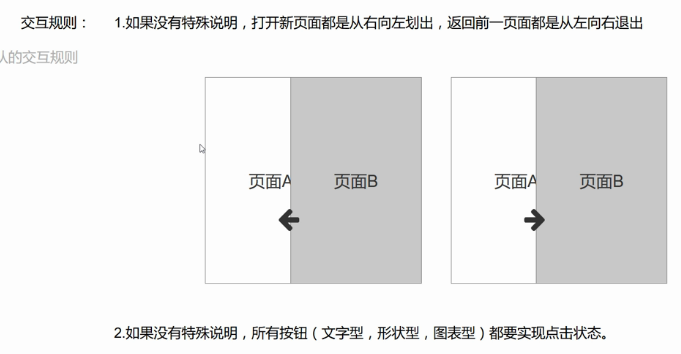 交互规则： 1.如果没有特殊说明，打开新页面都是从右向左划出，返回前一页面都是从左向右退出
认的交互规则
页面A 页面B 页面A 页面B
2.如果没有特殊说明，所有按钮（文字型，形状型，图表型）都要实现点击状态。